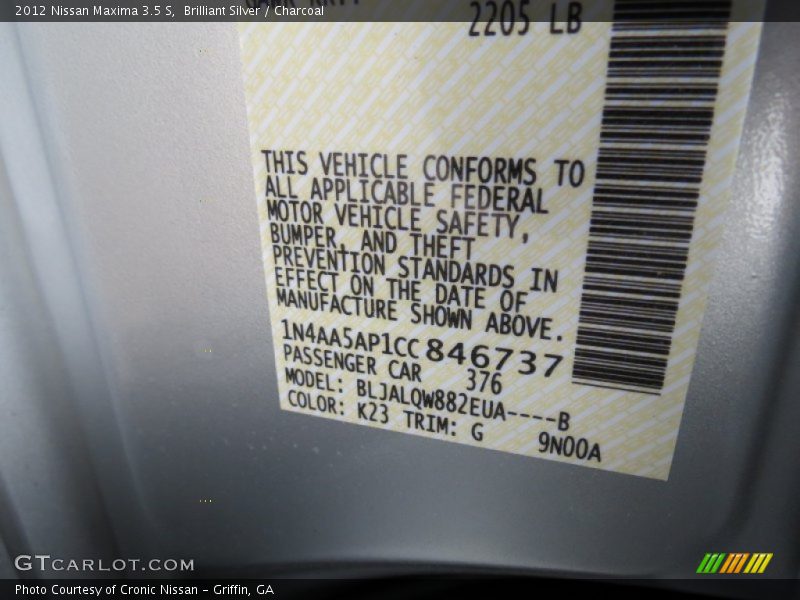 2012 Nissan Maxima 3.5 S, Brilliant Silver / Charcoal
2205 LB
THIS VEHICLE CONFORMS TO
ALL APPLICABLE FEDERAL
MOTOR VEHICLE SAFETY,
BUMPER, AND THEFT
PREVENTION STANDARDS IN
EFFECT ON THE DATE OF
MANUFACTURE SHOWN ABOVE.
1N4AA5AP1CC846737
PASSENGER CAR 376
MODEL: BLJALQW882EUA----B
COLOR: K23 TRIM: G 9N00A
GTCARLOT.COM
Photo Courtesy of Cronic Nissan - Griffin, GA